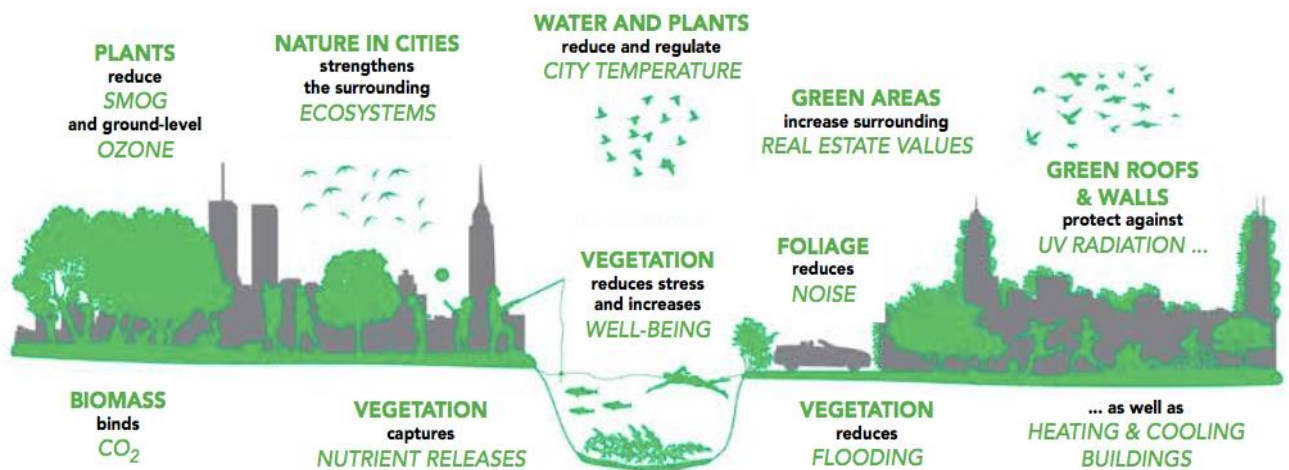 PLANTS
reduce
SMOG
and ground-level
OZONE
NATURE IN CITIES
strengthens
the surrounding
ECOSYSTEMS
WATER AND PLANTS
reduce and regulate
CITY TEMPERATURE
GREEN AREAS
increase surrounding
REAL ESTATE VALUES
GREEN ROOFS
& WALLS
protect against
UV RADIATION ...
VEGETATION
reduces stress
and increases
WELL-BEING
FOLIAGE
reduces
NOISE
BIOMASS
binds
CO₂
VEGETATION
captures
NUTRIENT RELEASES
VEGETATION
reduces
FLOODING
... as well as
HEATING & COOLING
BUILDINGS